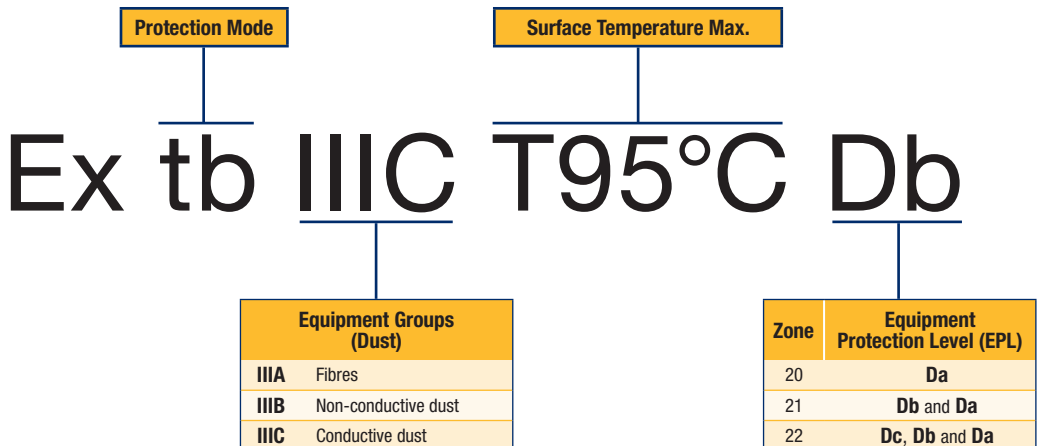 Protection Mode
Surface Temperature Max.
Ex tb IIIC T95°C Db
Equipment Groups
(Dust)
IIIA Fibres
IIIB Non-conductive dust
IIIC Conductive dust
Zone Equipment
Protection Level (EPL)
20 Da
21 Db and Da
22 Dc, Db and Da